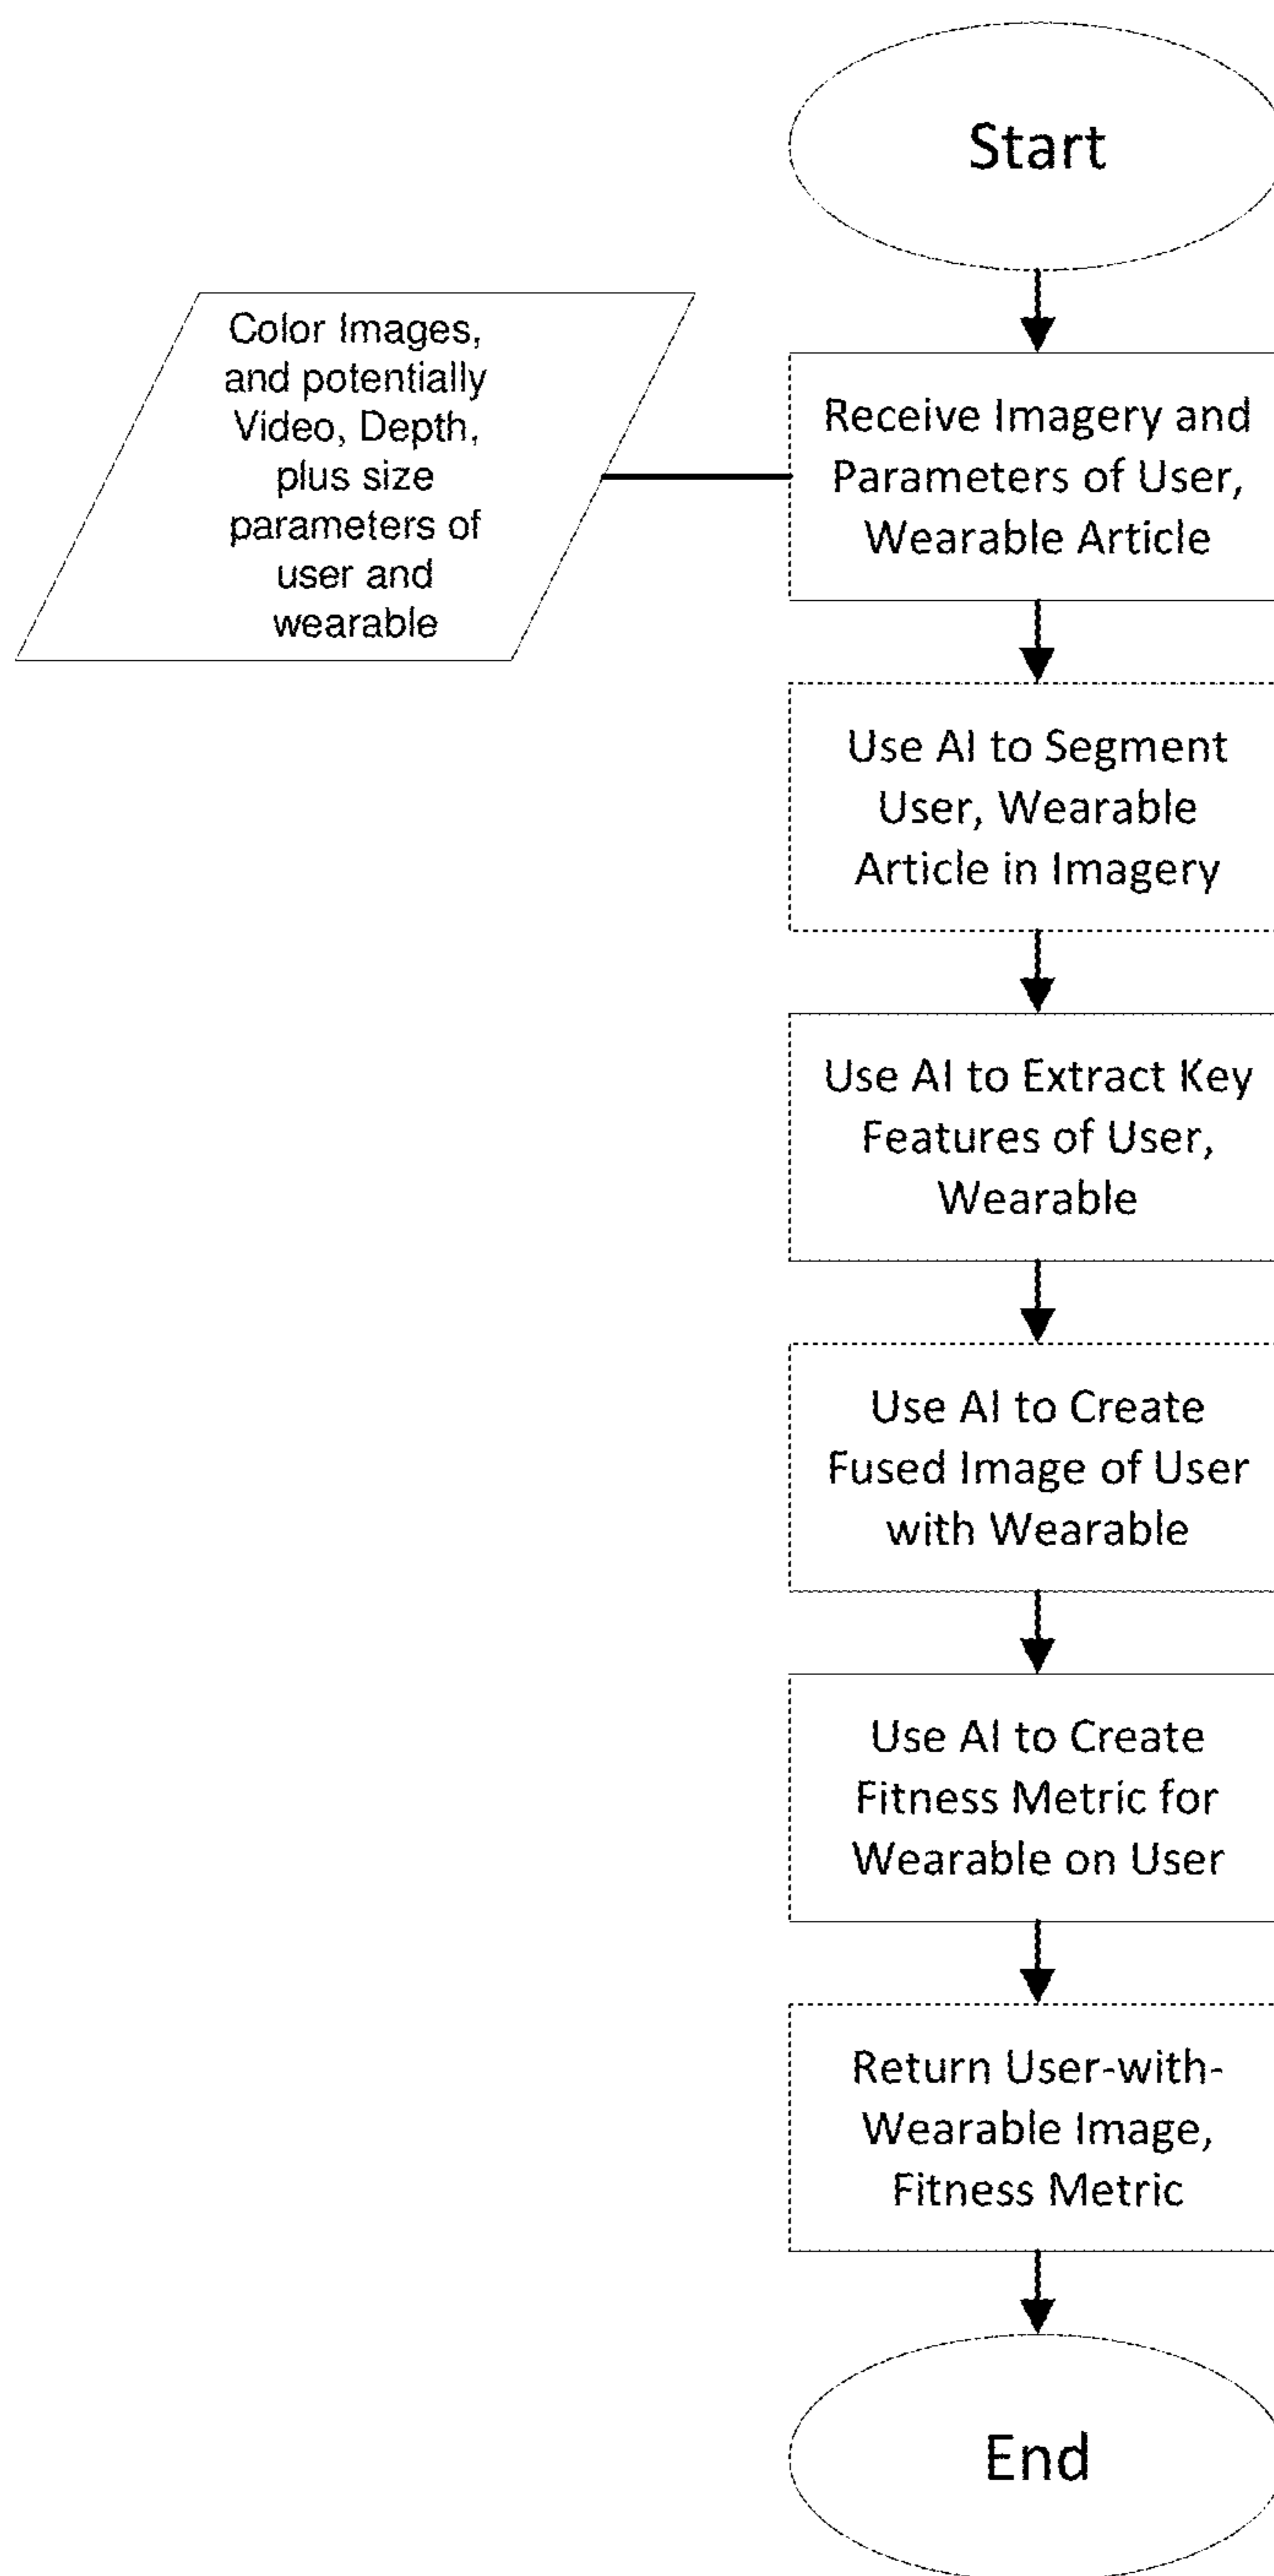 Start
Color Images,
and potentially
Video, Depth,
plus size
parameters of
user and
wearable
Receive Imagery and
Parameters of User,
Wearable Article
Use AI to Segment
User, Wearable
Article in Imagery
Use AI to Extract Key
Features of User,
Wearable
Use AI to Create
Fused Image of User
with Wearable
Use AI to Create
Fitness Metric for
Wearable on User
Return User-with-
Wearable Image,
Fitness Metric
End